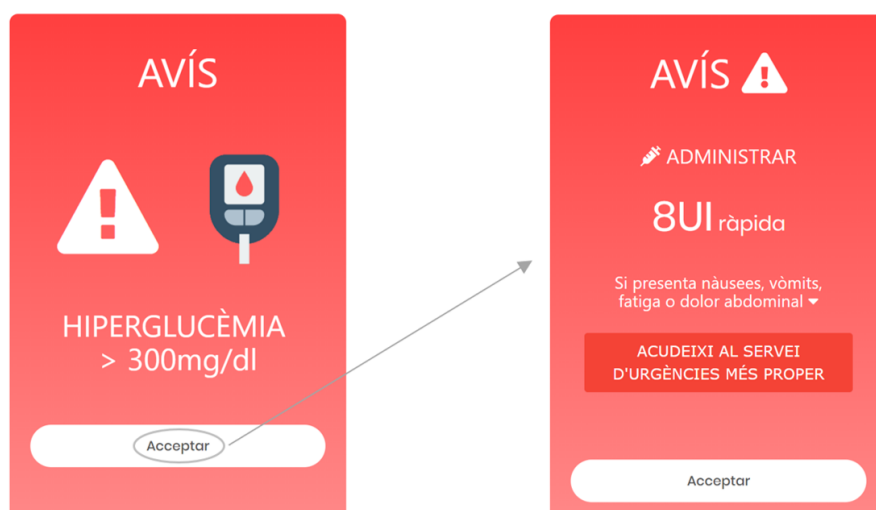 AVÍS
HIPERGLUCÈMIA
> 300mg/dl
Acceptar
AVÍS
ADMINISTRAR
8UI ràpida
Si presenta nàusees, vòmits,
fatiga o dolor abdominal
ACUDEIXI AL SERVEI
D'URGÈNCIES MÉS PROPER
Acceptar